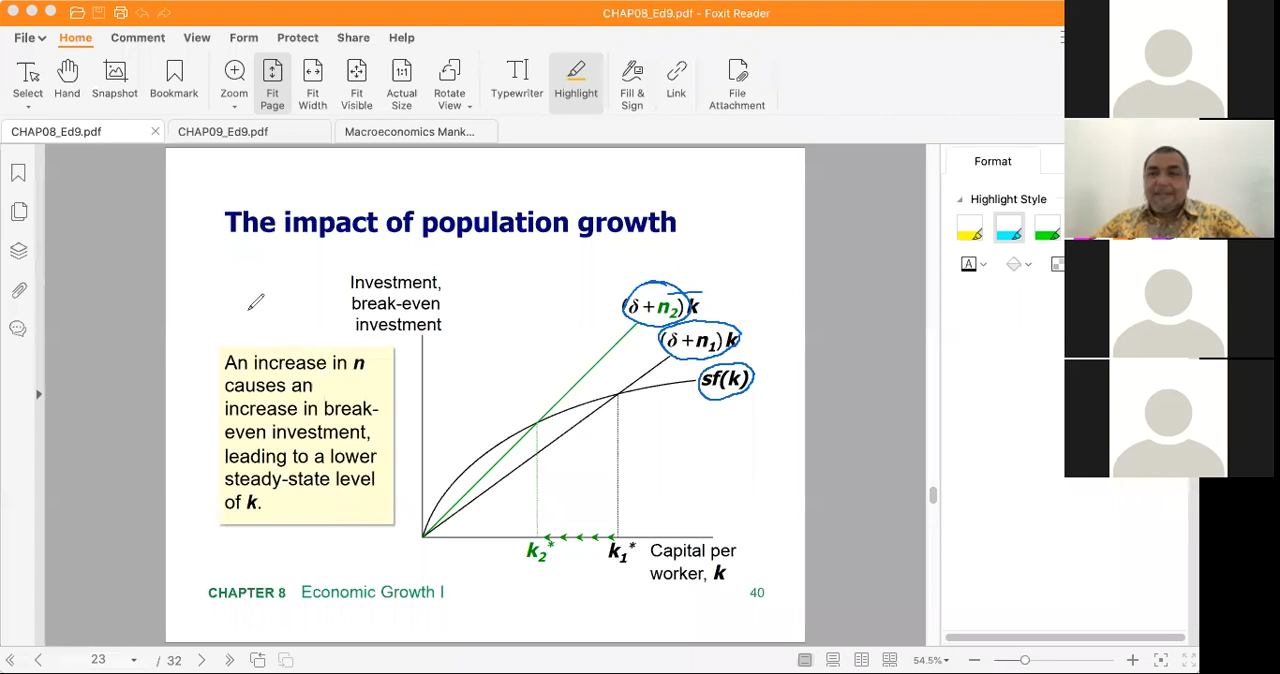 CHAP08_Ed9.pdf - Foxit Reader
File Home Comment View Form Protect Share Help
Select Hand Snapshot Bookmark Zoom Fit Page Fit Width Fit Visible Actual Size Rotate View Typewriter Highlight Fill & Sign Link File Attachment
CHAP08_Ed9.pdf CHAP09_Ed9.pdf Macroeconomics Mank...
Format
Highlight Style
The impact of population growth
Investment,
break-even
investment
(δ + n₂) k
(δ + n₁) k
sf(k)
An increase in n
causes an
increase in break-
even investment,
leading to a lower
steady-state level
of k.
k₂* k₁* Capital per
worker, k
CHAPTER 8 Economic Growth I 40
23 / 32 54.5%